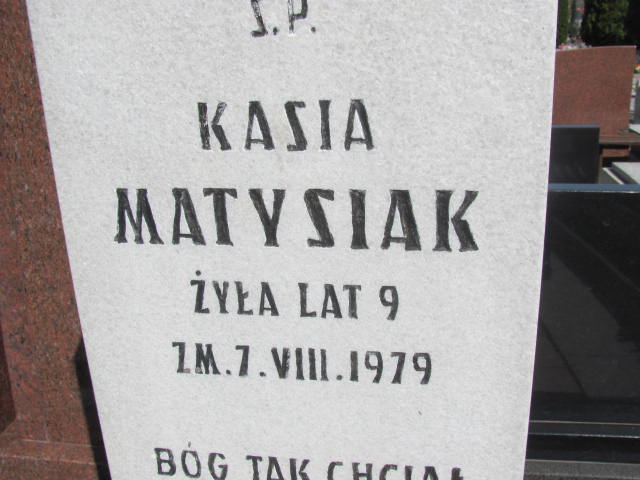 Ś.P.
KASIA
MATYSIAK
ŻYŁA LAT 9
ZM.7.VIII.1979
BÓG TAK CHCIAŁ